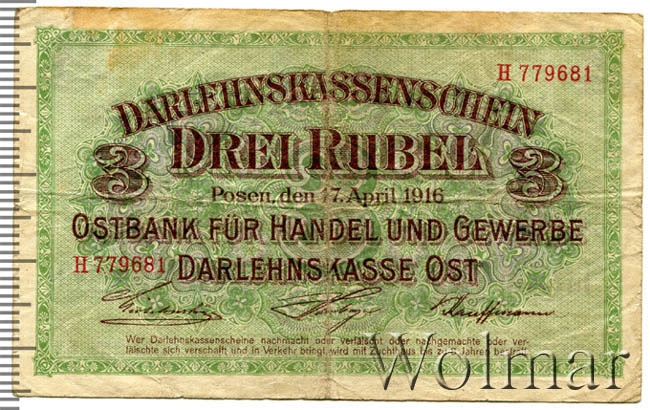 H 779681
DARLEHNSKASSENSCHEIN
3 DREI RUBEL 3
Posen, den 17. April 1916
OSTBANK FÜR HANDEL UND GEWERBE
H 779681 DARLEHNSKASSE OST
Kauffmann
Wer Darlehnskassenscheine nachmacht oder verfälscht oder nachgemachte oder ver-
fälschte sich verschafft und in Verkehr bringt, wird mit Zuchthaus bis zu 8 Jahren bestraft.
Wolmar